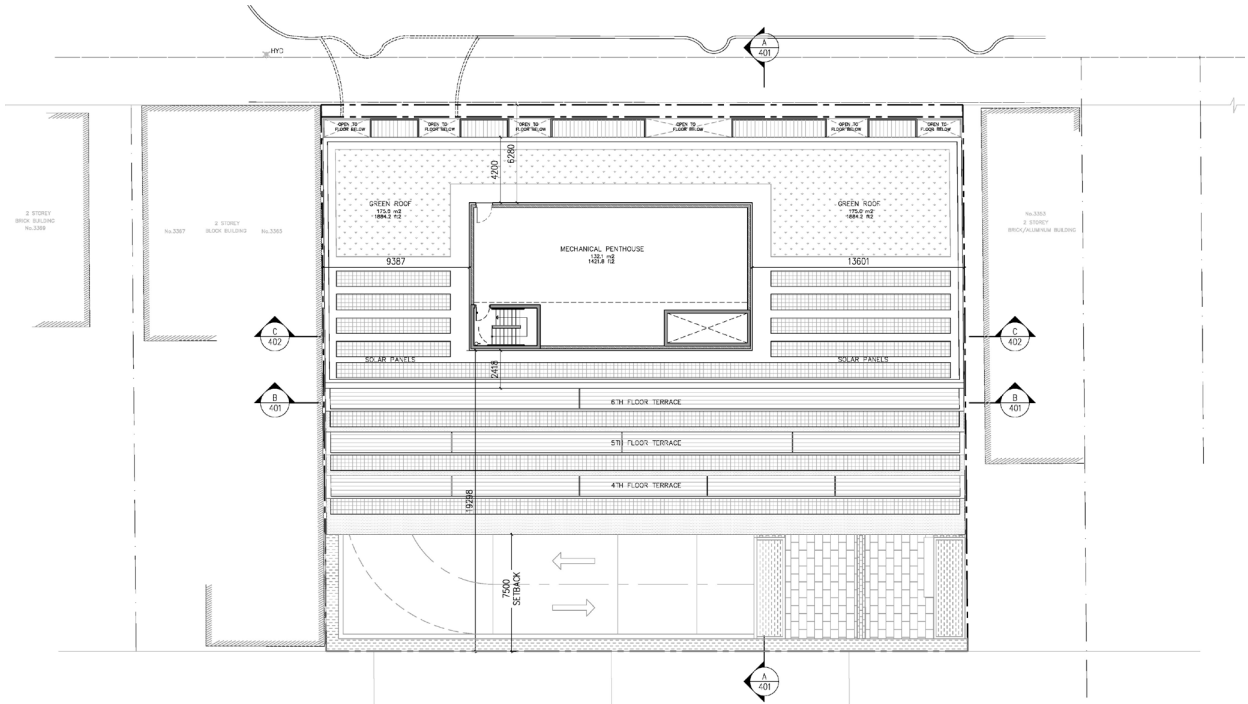 A
401
HYD
OPEN TO
FLOOR BELOW
OPEN TO
FLOOR BELOW
OPEN TO
FLOOR BELOW
OPEN TO
FLOOR BELOW
OPEN TO
FLOOR BELOW
OPEN TO
FLOOR BELOW
4200
6280
2 STOREY
BRICK BUILDING
No.3369
2 STOREY
No.3367
BLOCK BUILDING
No.3365
GREEN ROOF
175.0 m2
1884.2 ft2
GREEN ROOF
175.0 m2
1884.2 ft2
No.3353
2 STOREY
BRICK/ALUMINUM BUILDING
MECHANICAL PENTHOUSE
132.1 m2
1421.8 ft2
9387
13601
C
402
C
402
SOLAR PANELS
SOLAR PANELS
2418
B
401
B
401
6TH FLOOR TERRACE
5TH FLOOR TERRACE
4TH FLOOR TERRACE
19298
7500
SETBACK
A
401